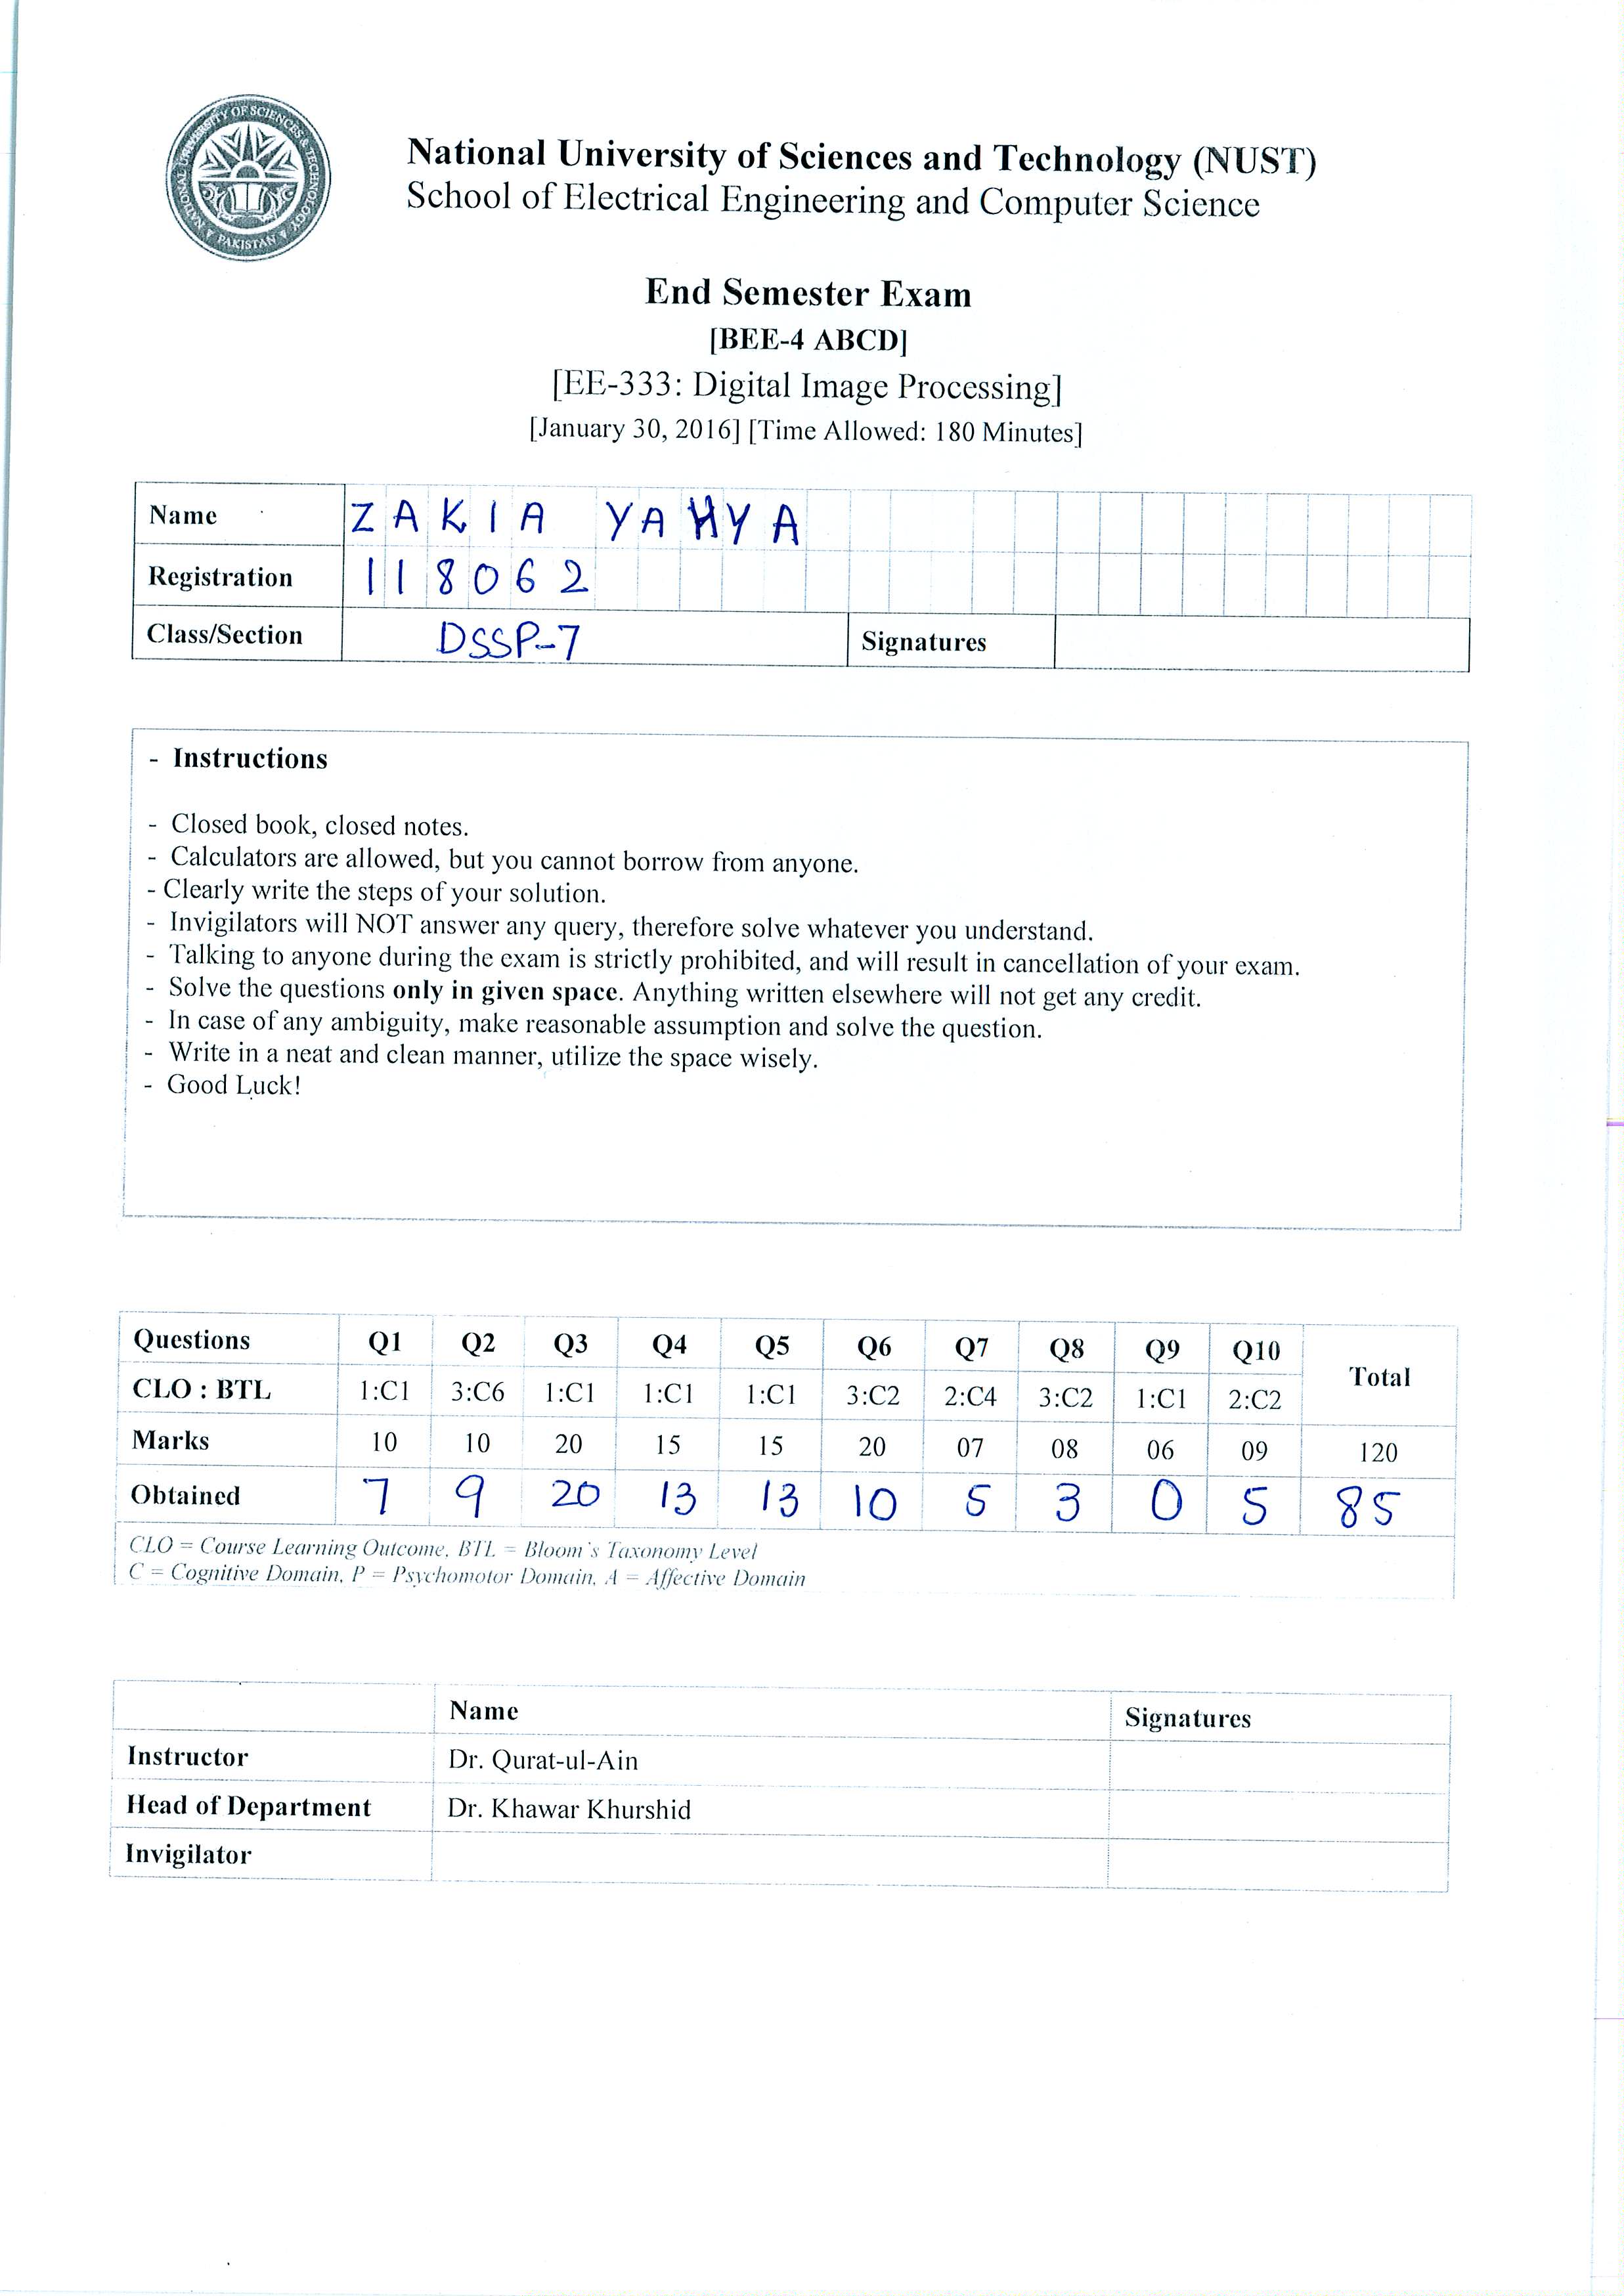 NATIONAL UNIVERSITY OF SCIENCES & TECHNOLOGY
PAKISTAN
National University of Sciences and Technology (NUST)
School of Electrical Engineering and Computer Science
End Semester Exam
[BEE-4 ABCD]
[EE-333: Digital Image Processing]
[January 30, 2016] [Time Allowed: 180 Minutes]
Name ZAKIA YAHYA
Registration 118062
Class/Section DSSP-7 Signatures
- Instructions
- Closed book, closed notes.
- Calculators are allowed, but you cannot borrow from anyone.
- Clearly write the steps of your solution.
- Invigilators will NOT answer any query, therefore solve whatever you understand.
- Talking to anyone during the exam is strictly prohibited, and will result in cancellation of your exam.
- Solve the questions only in given space. Anything written elsewhere will not get any credit.
- In case of any ambiguity, make reasonable assumption and solve the question.
- Write in a neat and clean manner, utilize the space wisely.
- Good Luck!
Questions Q1 Q2 Q3 Q4 Q5 Q6 Q7 Q8 Q9 Q10 Total
CLO : BTL 1:C1 3:C6 1:C1 1:C1 1:C1 3:C2 2:C4 3:C2 1:C1 2:C2
Marks 10 10 20 15 15 20 07 08 06 09 120
Obtained 7 9 20 13 13 10 5 3 0 5 85
CLO = Course Learning Outcome, BTL = Bloom's Taxonomy Level
C = Cognitive Domain, P = Psychomotor Domain, A = Affective Domain
Name Signatures
Instructor Dr. Qurat-ul-Ain
Head of Department Dr. Khawar Khurshid
Invigilator